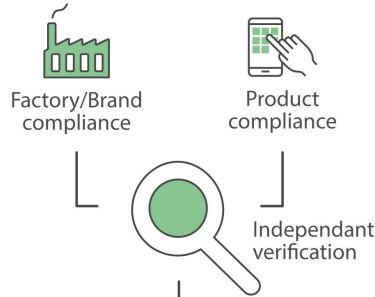 Factory/Brand
compliance
Product
compliance
Independant
verification